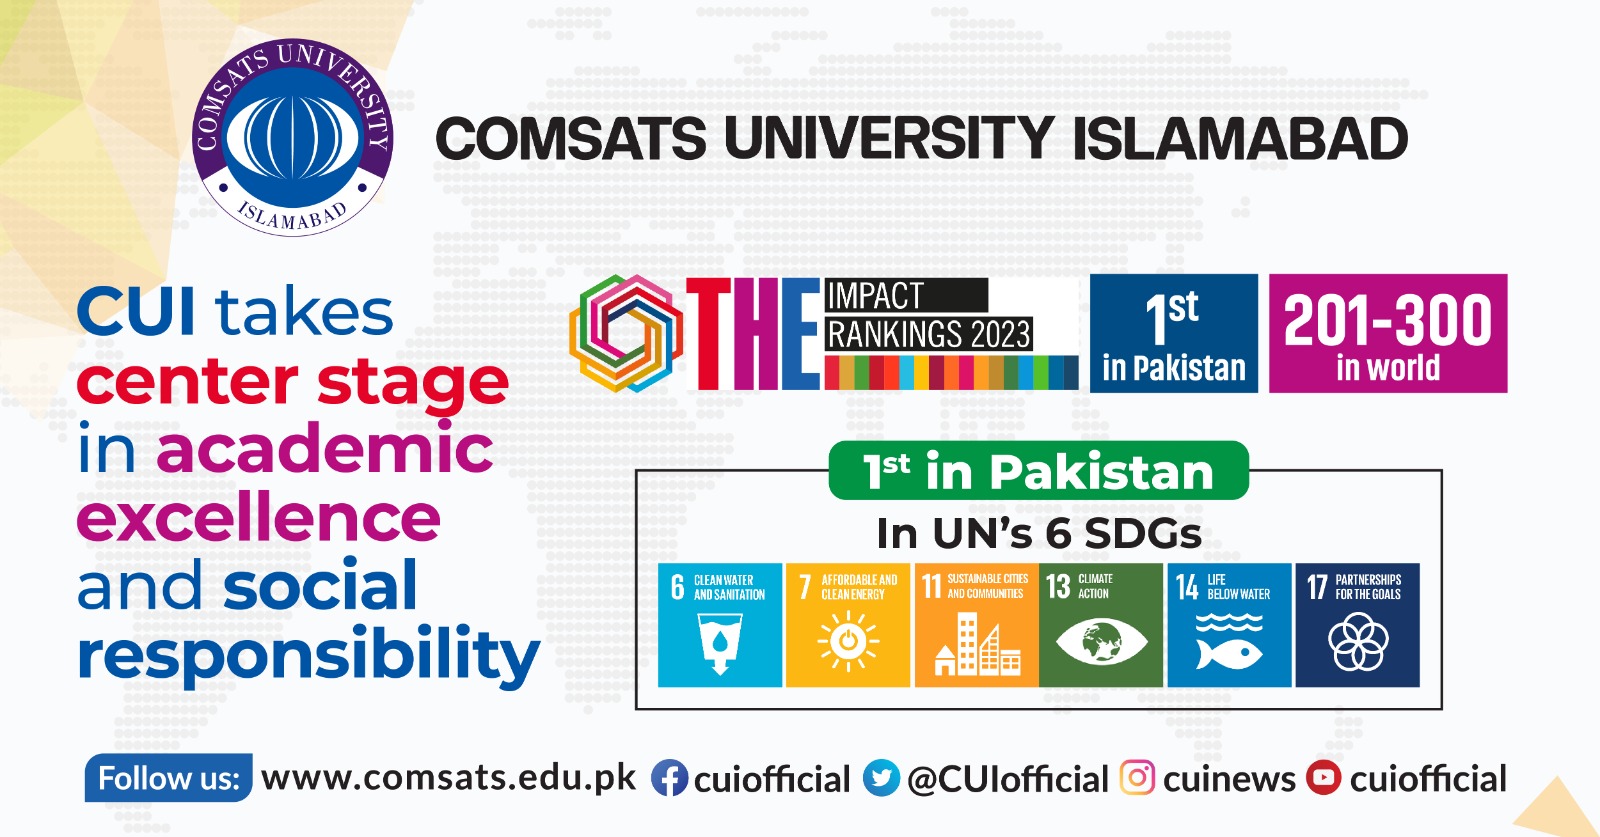 COMSATS UNIVERSITY
ISLAMABAD
COMSATS UNIVERSITY ISLAMABAD
CUI takes
center stage
in academic
excellence
and social
responsibility
THE
IMPACT
RANKINGS 2023
1st
in Pakistan
201-300
in world
1st in Pakistan
In UN's 6 SDGs
6 CLEAN WATER
AND SANITATION
7 AFFORDABLE AND
CLEAN ENERGY
11 SUSTAINABLE CITIES
AND COMMUNITIES
13 CLIMATE
ACTION
14 LIFE
BELOW WATER
17 PARTNERSHIPS
FOR THE GOALS
Follow us: www.comsats.edu.pk cuiofficial @CUIofficial cuinews cuiofficial